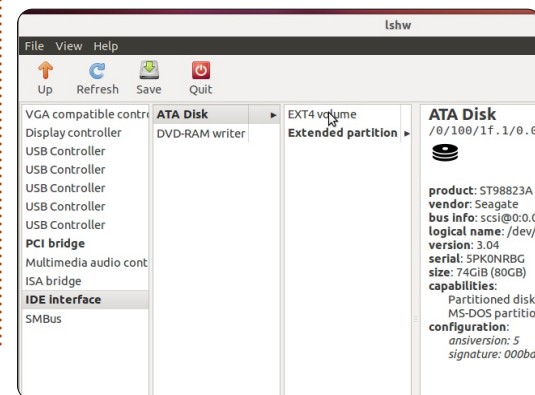 lshw
File View Help
Up Refresh Save Quit
VGA compatible contr
Display controller
USB Controller
USB Controller
USB Controller
USB Controller
USB Controller
PCI bridge
Multimedia audio cont
ISA bridge
IDE interface
SMBus
ATA Disk
DVD-RAM writer
EXT4 volume
Extended partition
ATA Disk
/0/100/1f.1/0.0
product: ST98823A
vendor: Seagate
bus info: scsi@0:0.
logical name: /dev/
version: 3.04
serial: 5PK0NRBG
size: 74GiB (80GB)
capabilities:
Partitioned disk
MS-DOS partitio
configuration:
ansiversion: 5
signature: 000bd